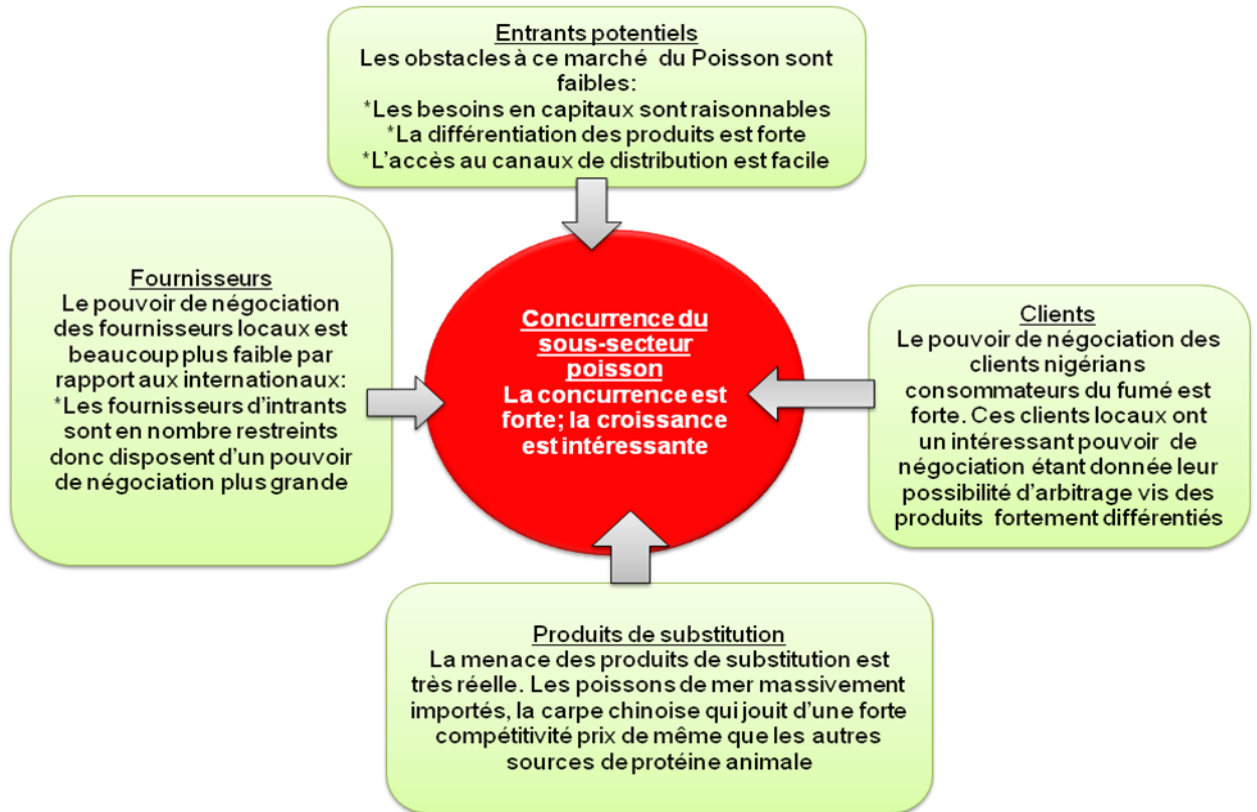 Entrants potentiels
Les obstacles à ce marché du Poisson sont
faibles:
*Les besoins en capitaux sont raisonnables
*La différentiation des produits est forte
*L'accès au canaux de distribution est facile
Fournisseurs
Le pouvoir de négociation
des fournisseurs locaux est
beaucoup plus faible par
rapport aux internationaux:
*Les fournisseurs d'intrants
sont en nombre restreints
donc disposent d'un pouvoir
de négociation plus grande
Concurrence du
sous-secteur
poisson
La concurrence est
forte; la croissance
est intéressante
Clients
Le pouvoir de négociation des
clients nigérians
consommateurs du fumé est
forte. Ces clients locaux ont
un intéressant pouvoir de
négociation étant donnée leur
possibilité d'arbitrage vis des
produits fortement différentiés
Produits de substitution
La menace des produits de substitution est
très réelle. Les poissons de mer massivement
importés, la carpe chinoise qui jouit d'une forte
compétitivité prix de même que les autres
sources de protéine animale